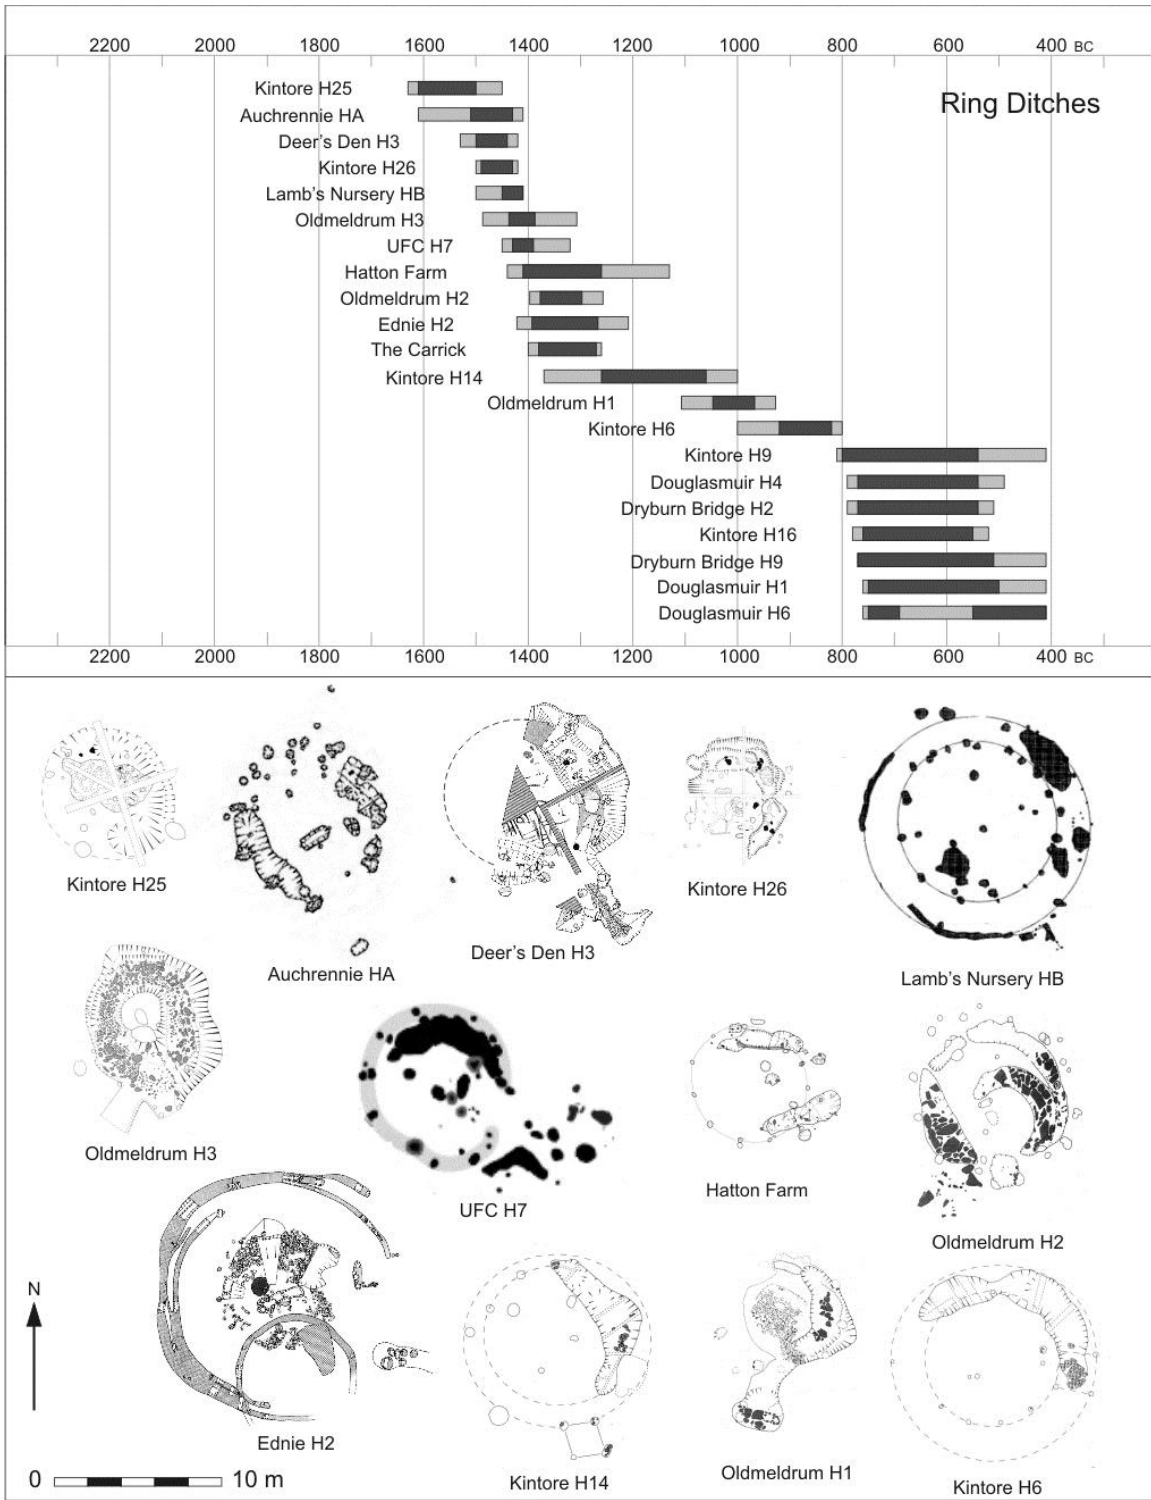 2200 2000 1800 1600 1400 1200 1000 800 600 400 BC
Ring Ditches
Kintore H25
Auchrennie HA
Deer's Den H3
Kintore H26
Lamb's Nursery HB
Oldmeldrum H3
UFC H7
Hatton Farm
Oldmeldrum H2
Ednie H2
The Carrick
Kintore H14
Oldmeldrum H1
Kintore H6
Kintore H9
Douglasmuir H4
Dryburn Bridge H2
Kintore H16
Dryburn Bridge H9
Douglasmuir H1
Douglasmuir H6
2200 2000 1800 1600 1400 1200 1000 800 600 400 BC
Kintore H25
Auchrennie HA
Deer's Den H3
Kintore H26
Lamb's Nursery HB
Oldmeldrum H3
UFC H7
Hatton Farm
Oldmeldrum H2
N
Ednie H2
Kintore H14
Oldmeldrum H1
Kintore H6
0 10 m